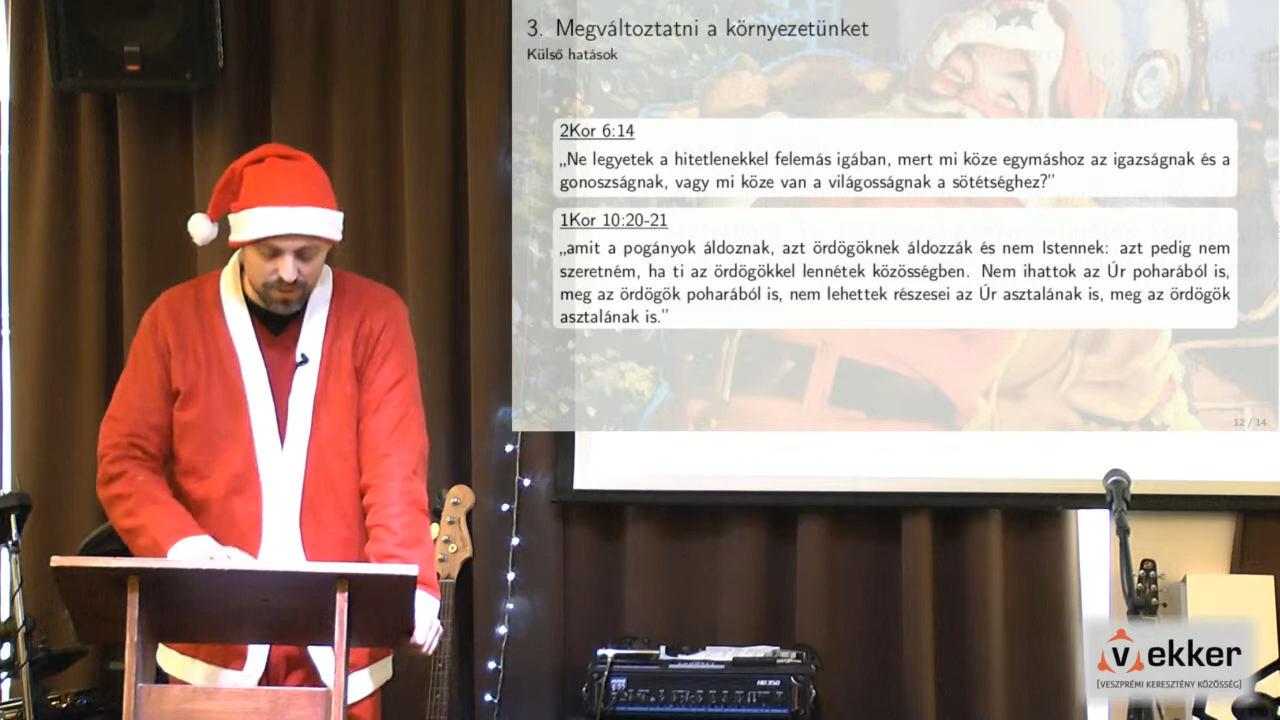 3. Megváltoztatni a környezetünket
Külső hatások
2Kor 6:14
„Ne legyetek a hitetlenekkel felemás igában, mert mi köze egymáshoz az igazságnak és a
gonoszságnak, vagy mi köze van a világosságnak a sötétséghez?”
1Kor 10:20-21
„amit a pogányok áldoznak, azt ördögöknek áldozzák és nem Istennek: azt pedig nem
szeretném, ha ti az ördögökkel lennétek közösségben. Nem ihattok az Úr poharából is,
meg az ördögök poharából is, nem lehettek részesei az Úr asztalának is, meg az ördögök
asztalának is.”
12 / 14
vekker
[VESZPRÉMI KERESZTÉNY KÖZÖSSÉG]